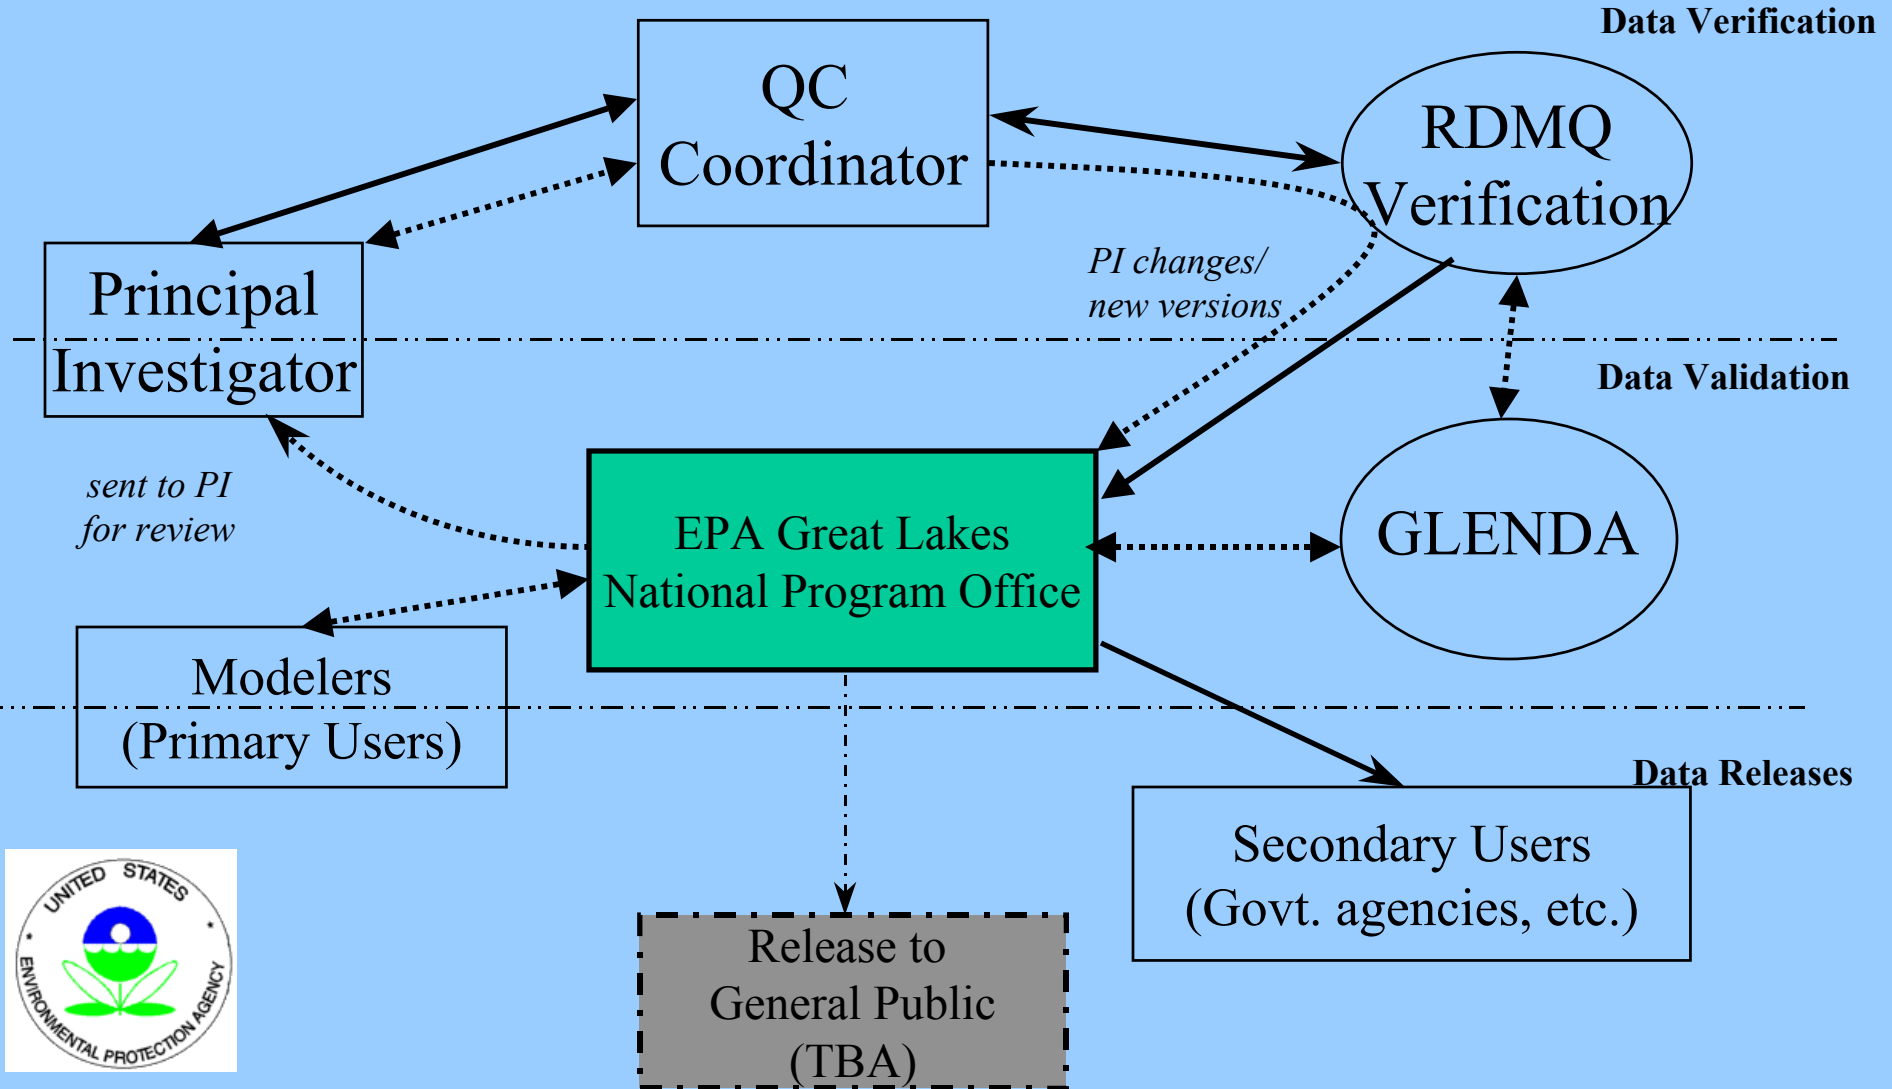 Data Verification
QC
Coordinator
RDMQ
Verification
PI changes/
new versions
Principal
Investigator
Data Validation
sent to PI
for review
EPA Great Lakes
National Program Office
GLENDA
Modelers
(Primary Users)
Data Releases
Secondary Users
(Govt. agencies, etc.)
Release to
General Public
(TBA)
UNITED STATES
ENVIRONMENTAL PROTECTION AGENCY